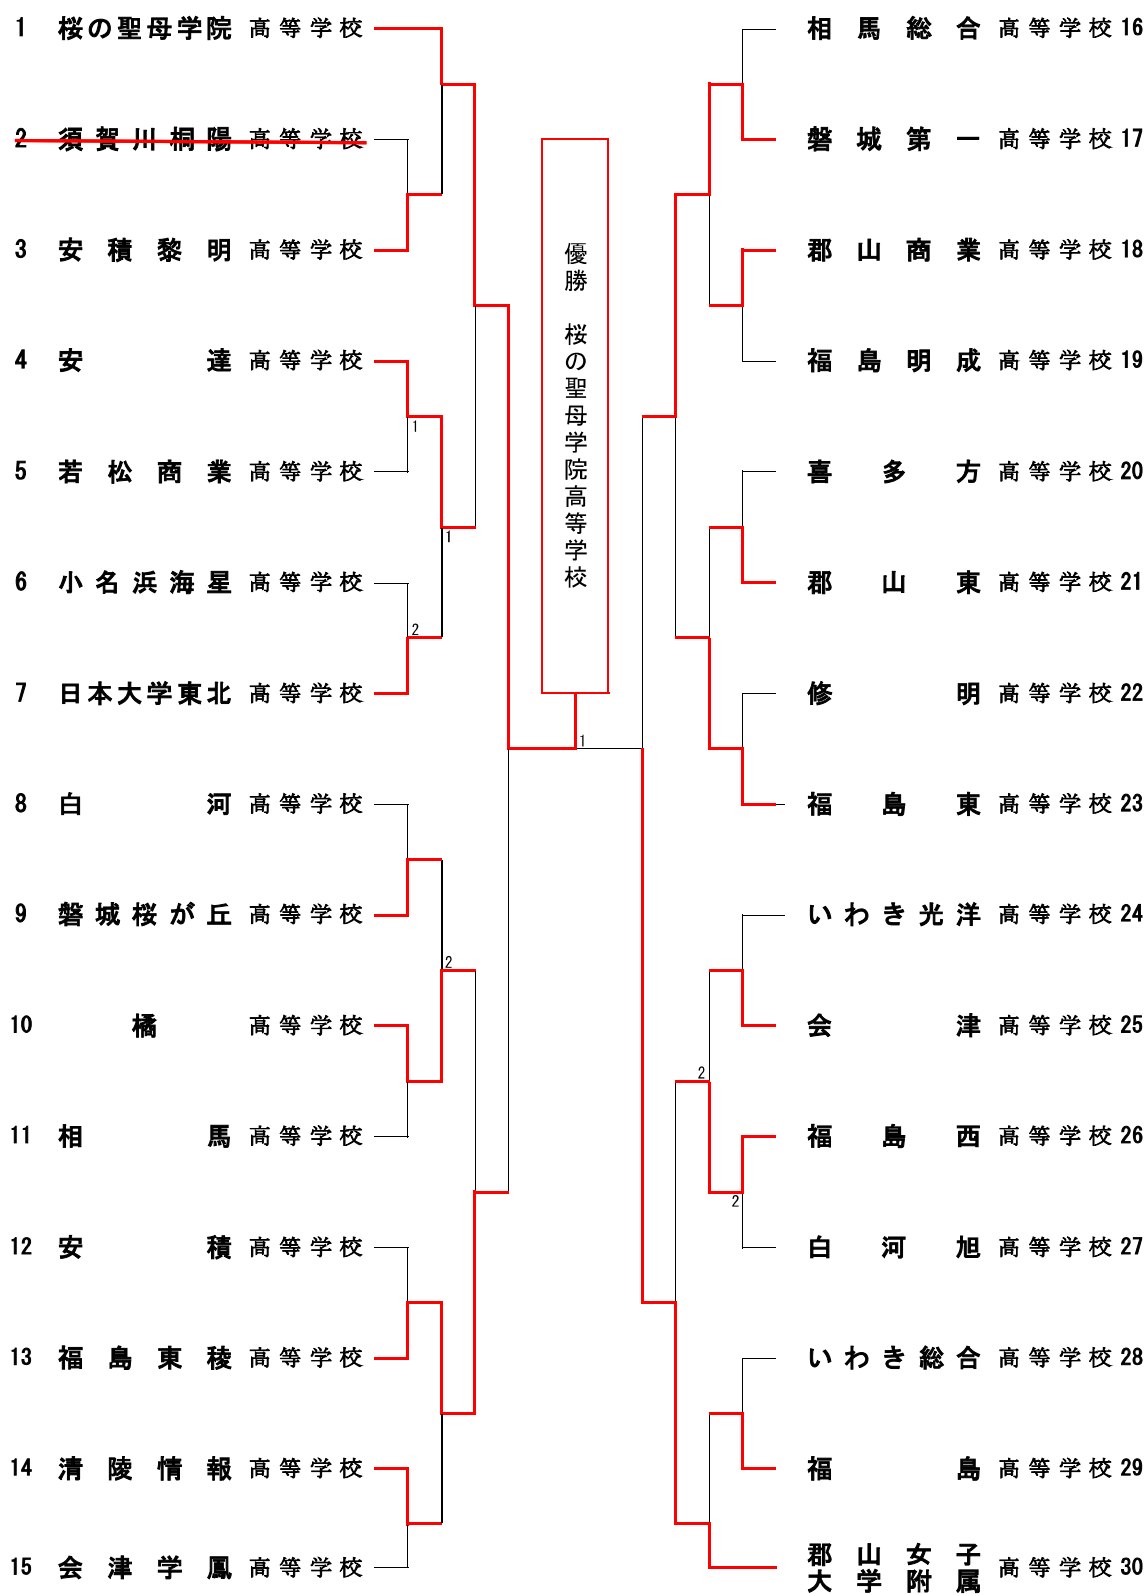 1 桜の聖母学院 高等学校
2 須賀川桐陽 高等学校
3 安積黎明 高等学校
4 安達 高等学校
1
5 若松商業 高等学校
1
6 小名浜海星 高等学校
2
7 日本大学東北 高等学校
8 白河 高等学校
9 磐城桜が丘 高等学校
2
10 橘 高等学校
11 相馬 高等学校
12 安積 高等学校
13 福島東稜 高等学校
14 清陵情報 高等学校
15 会津学鳳 高等学校
優勝 桜の聖母学院高等学校
1
相馬総合 高等学校 16
磐城第一 高等学校 17
郡山商業 高等学校 18
福島明成 高等学校 19
喜多方 高等学校 20
郡山東 高等学校 21
修明 高等学校 22
福島東 高等学校 23
いわき光洋 高等学校 24
会津 高等学校 25
2
福島西 高等学校 26
2
白河旭 高等学校 27
いわき総合 高等学校 28
福島 高等学校 29
郡山女子
大学附属 高等学校 30